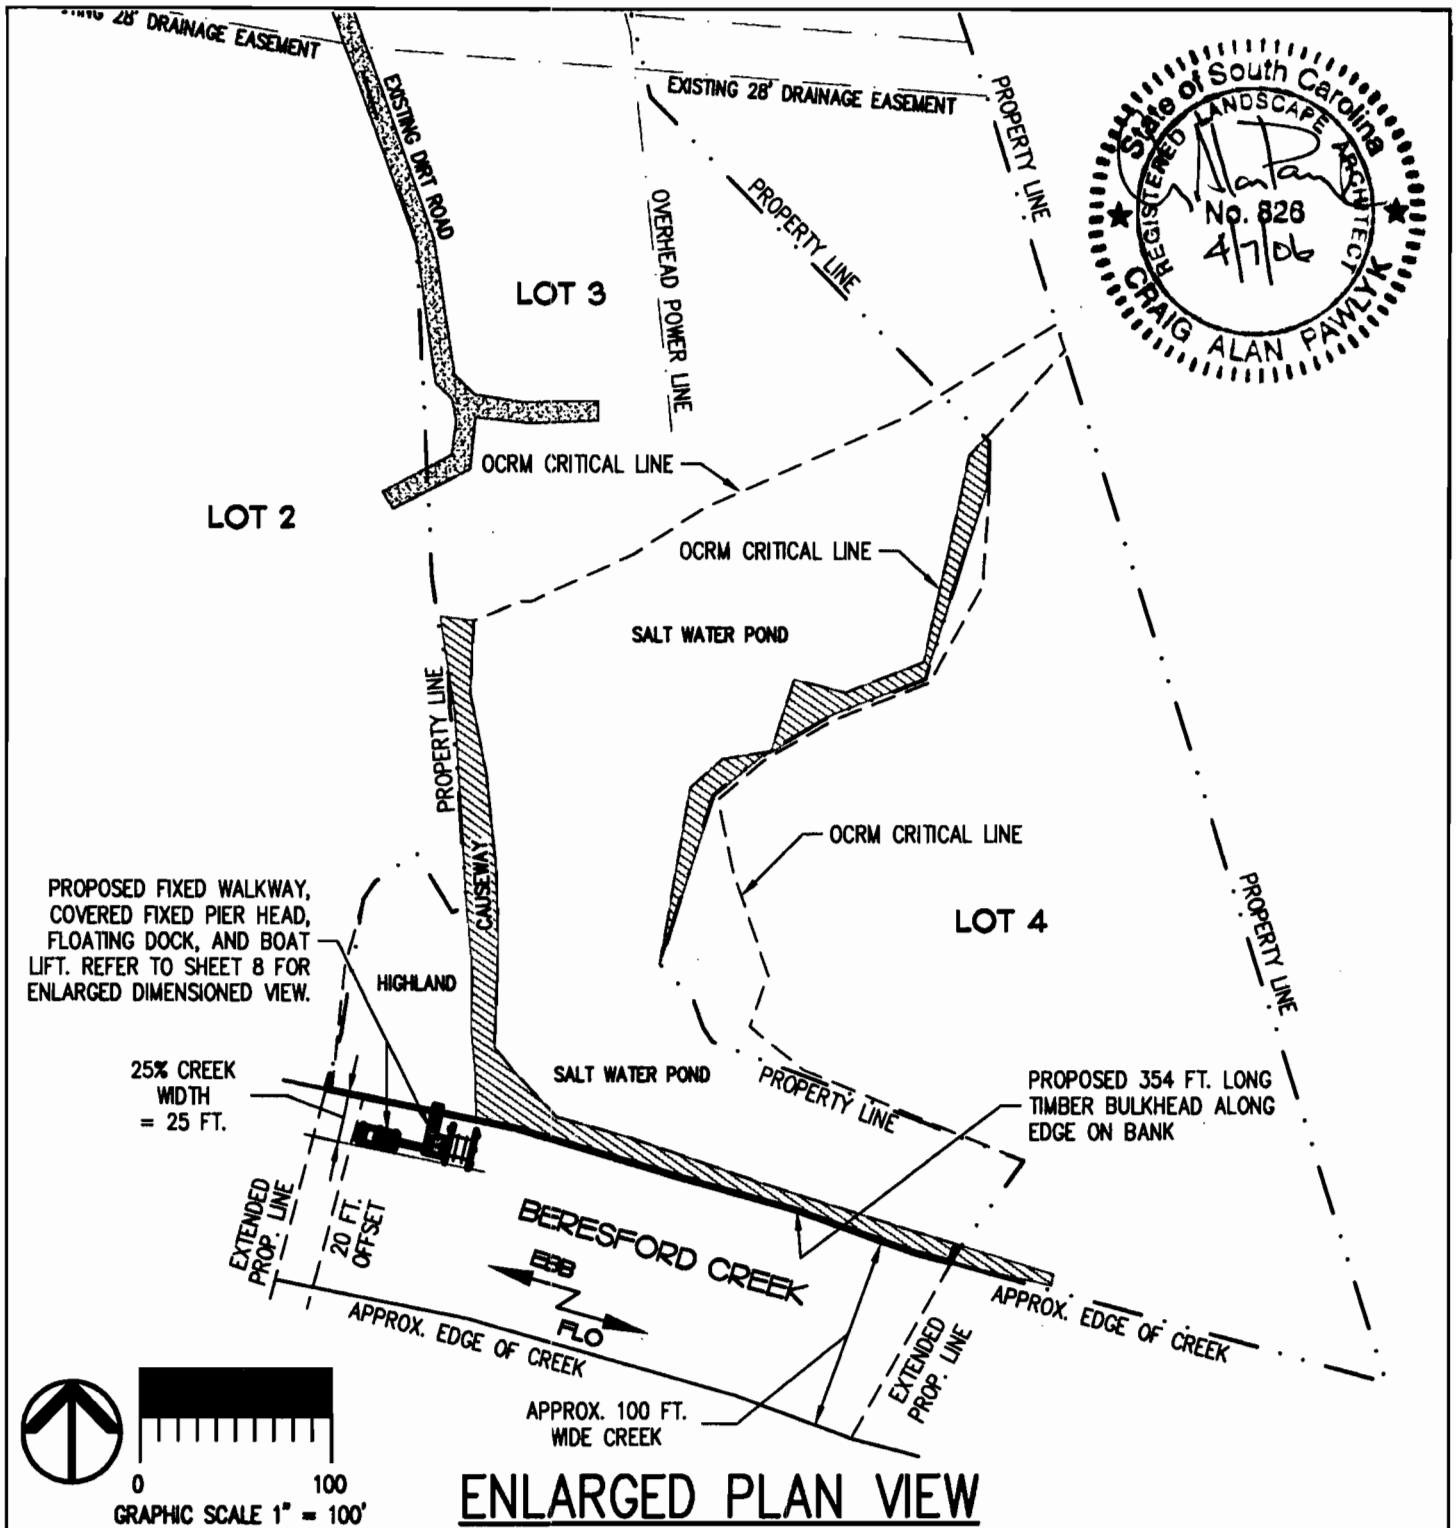 EXISTING 28' DRAINAGE EASEMENT
EXISTING 28' DRAINAGE EASEMENT
EXISTING DIRT ROAD
PROPERTY LINE
State of South Carolina
REGISTERED LANDSCAPE ARCHITECT
No. 826
4/7/06
CRAIG ALAN PAWLYK
PROPERTY LINE
OVERHEAD POWER LINE
LOT 3
OCRM CRITICAL LINE
LOT 2
OCRM CRITICAL LINE
SALT WATER POND
PROPERTY LINE
OCRM CRITICAL LINE
CAUSEWAY
PROPOSED FIXED WALKWAY,
COVERED FIXED PIER HEAD,
FLOATING DOCK, AND BOAT
LIFT. REFER TO SHEET 8 FOR
ENLARGED DIMENSIONED VIEW.
LOT 4
PROPERTY LINE
HIGHLAND
25% CREEK
WIDTH
= 25 FT.
SALT WATER POND
PROPERTY LINE
PROPOSED 354 FT. LONG
TIMBER BULKHEAD ALONG
EDGE ON BANK
EXTENDED
PROP. LINE
20 FT.
OFFSET
BERESFORD CREEK
EBB
FLO
APPROX. EDGE OF CREEK
APPROX. EDGE OF CREEK
EXTENDED
PROP. LINE
APPROX. 100 FT.
WIDE CREEK
0 100
GRAPHIC SCALE 1" = 100'
ENLARGED PLAN VIEW